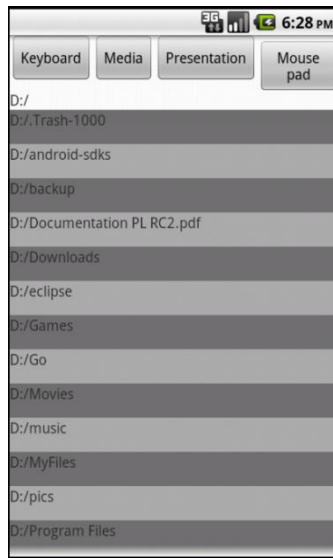 3G 6:28 PM
Keyboard Media Presentation Mouse pad
D:/
D:/.Trash-1000
D:/android-sdks
D:/backup
D:/Documentation PL RC2.pdf
D:/Downloads
D:/eclipse
D:/Games
D:/Go
D:/Movies
D:/music
D:/MyFiles
D:/pics
D:/Program Files